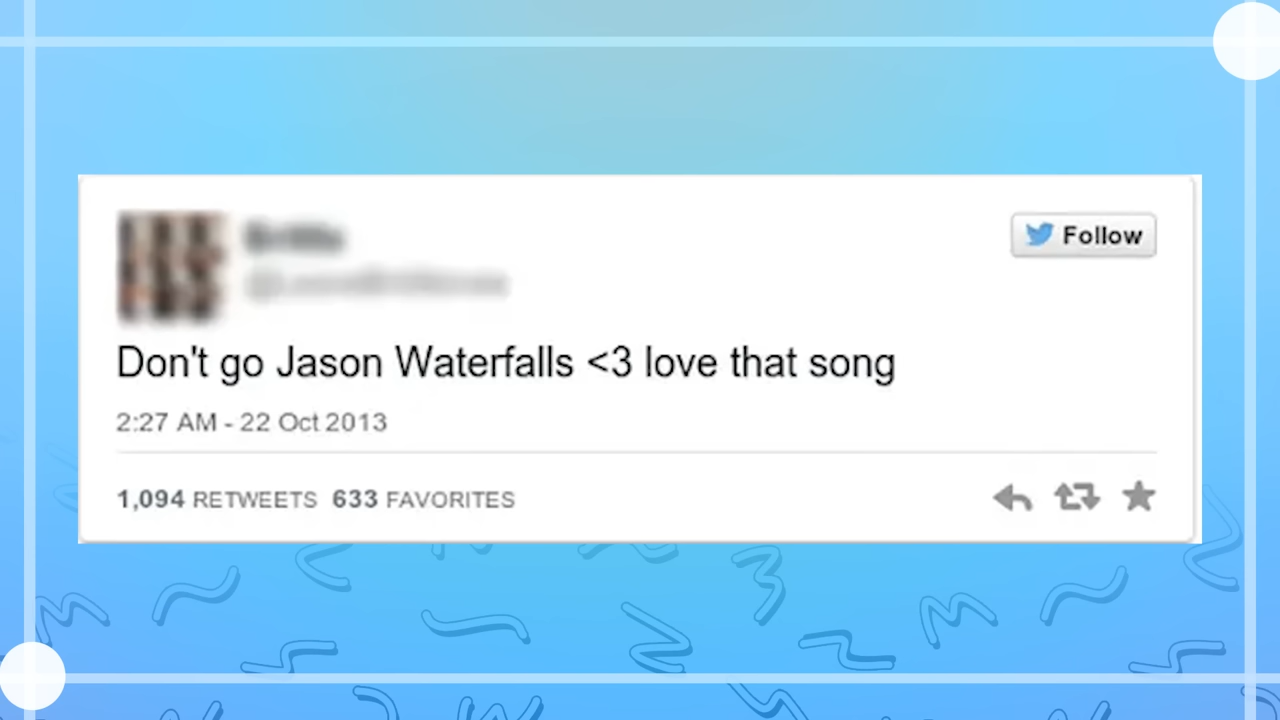 Follow
Don't go Jason Waterfalls <3 love that song
2:27 AM - 22 Oct 2013
1,094 RETWEETS 633 FAVORITES